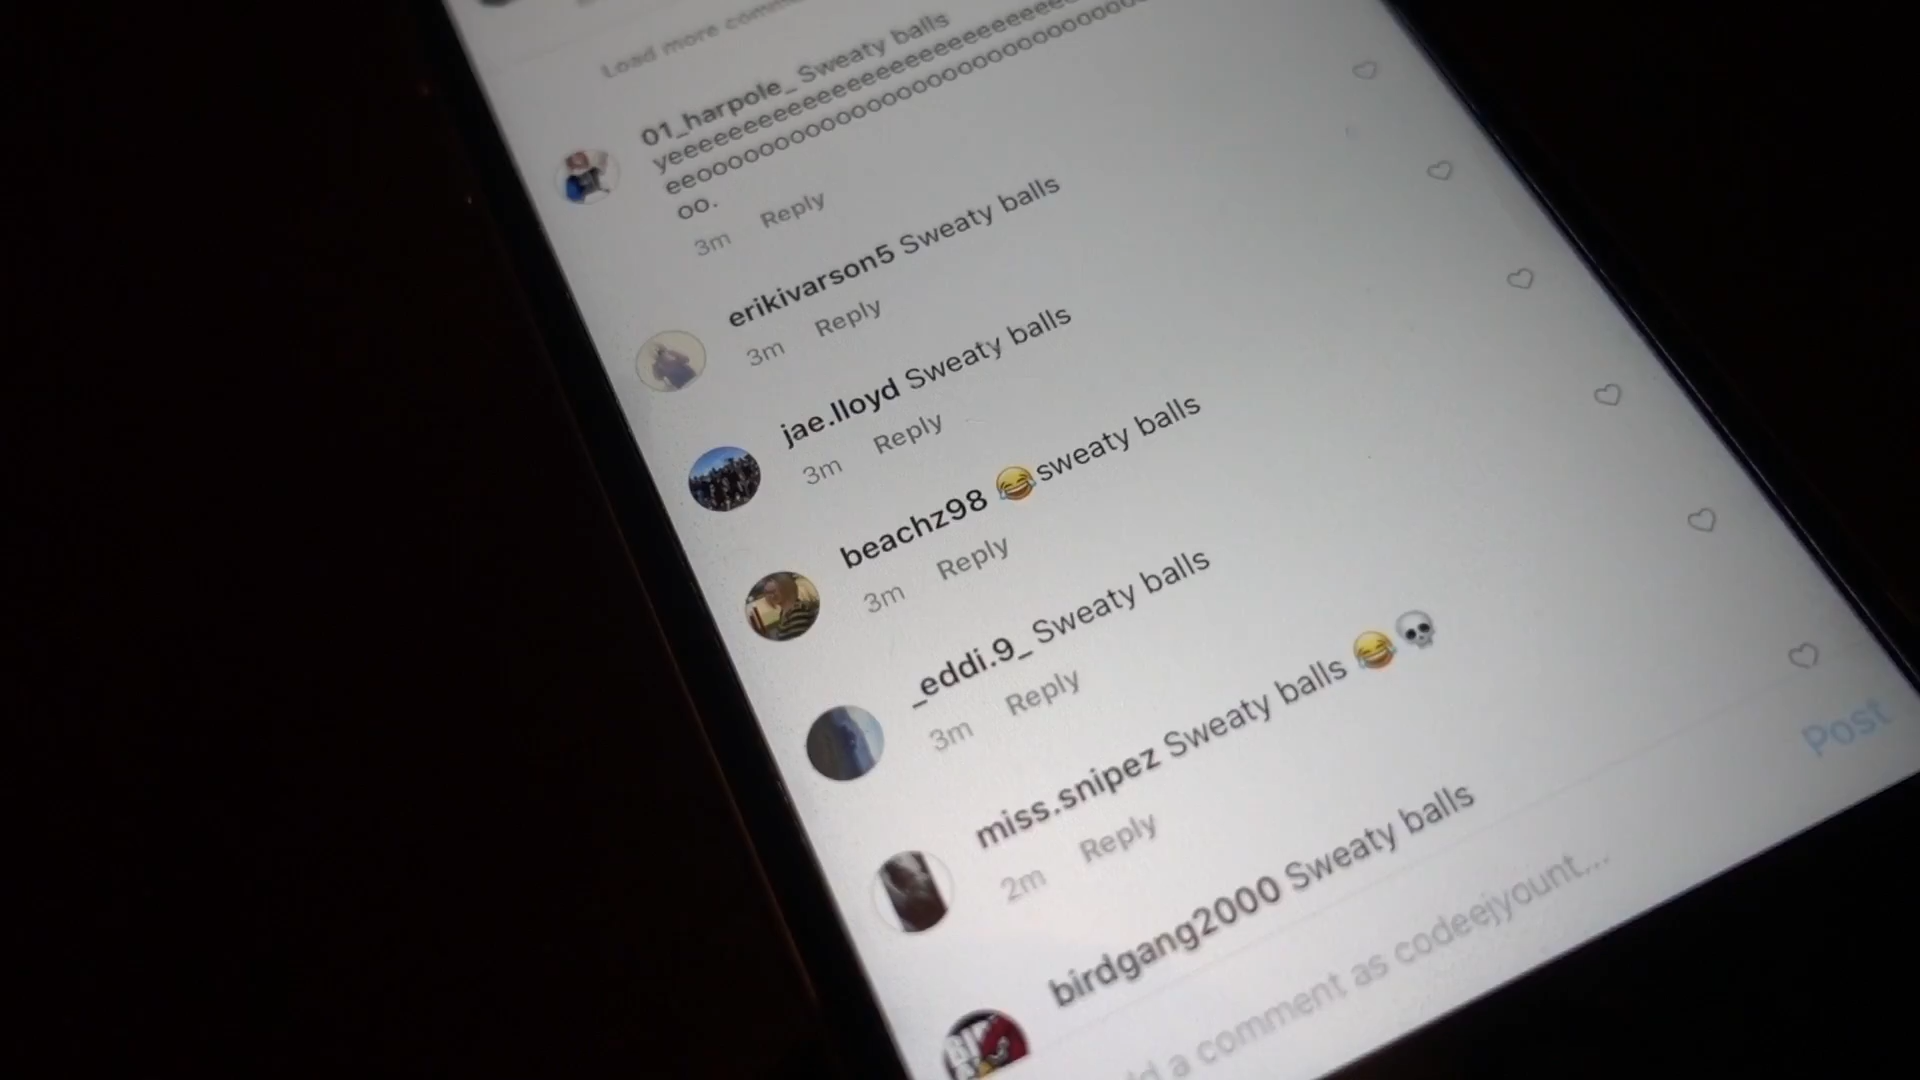 Load more comm
01_harpole_ Sweaty balls
yeeeeeeeeeeeeeeeeeeeeeeeeeeeeee
eeoooooooooooooooooooooooooooooo
oo.
3m Reply
erikivarson5 Sweaty balls
3m Reply
jae.lloyd Sweaty balls
3m Reply
beachz98 😂sweaty balls
3m Reply
_eddi.9_ Sweaty balls
3m Reply
miss.snipez Sweaty balls 😂💀
2m Reply
birdgang2000 Sweaty balls
Post
a comment as codeejyount...